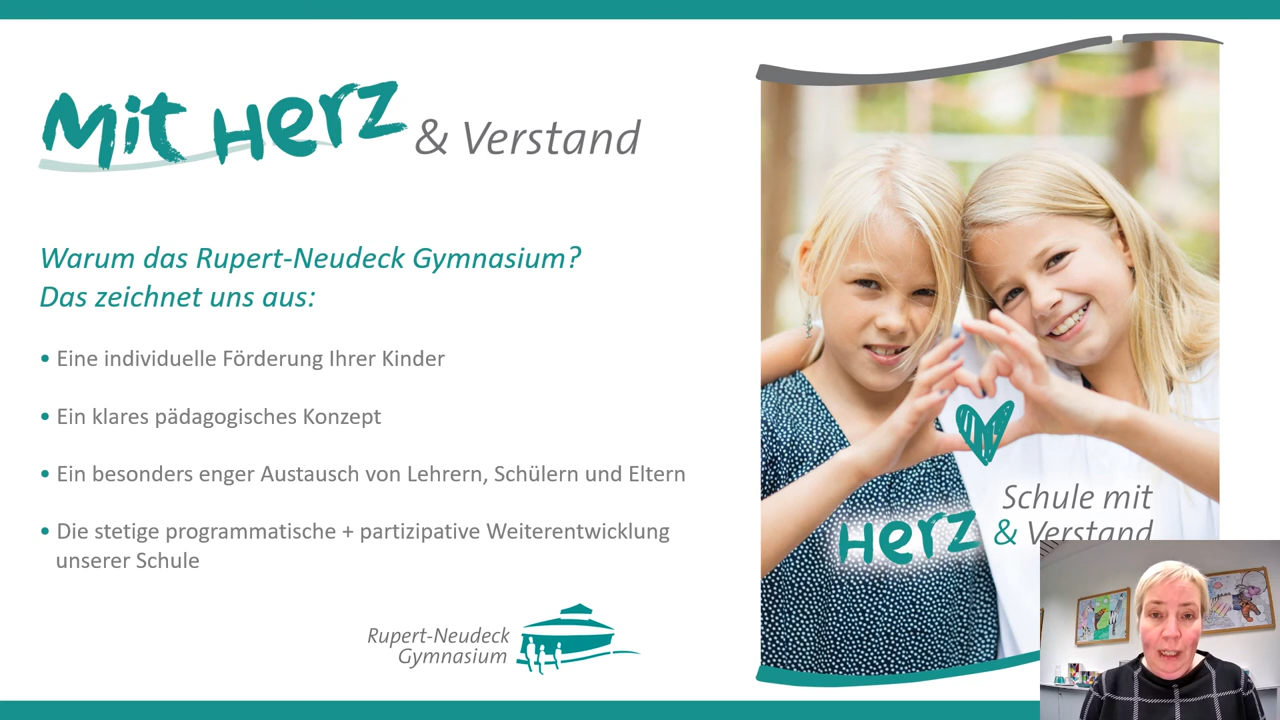 Mit Herz & Verstand
Warum das Rupert-Neudeck Gymnasium?
Das zeichnet uns aus:
• Eine individuelle Förderung Ihrer Kinder
• Ein klares pädagogisches Konzept
• Ein besonders enger Austausch von Lehrern, Schülern und Eltern
• Die stetige programmatische + partizipative Weiterentwicklung
unserer Schule
Rupert-Neudeck
Gymnasium
Schule mit
Herz & Verstand